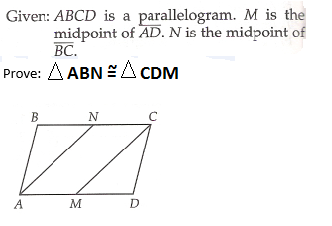 Given: ABCD is a parallelogram. M is the
midpoint of AD. N is the midpoint of
BC.
Prove: △ ABN ≅ △ CDM
B N C
A M D